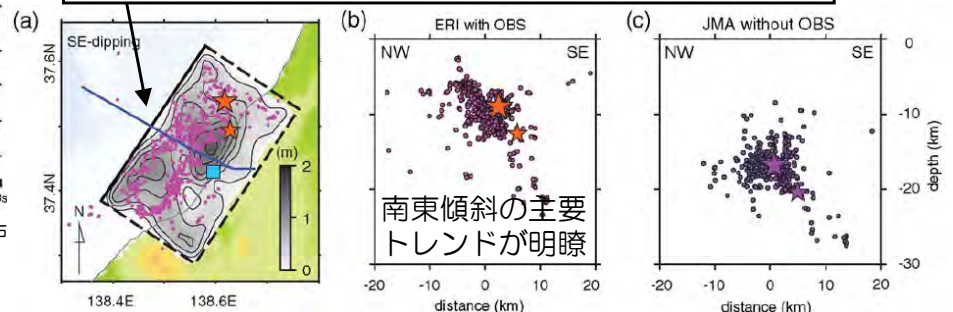 (a)
SE-dipping
37.6N
37.4N
N
(m)
2
1
0
138.4E 138.6E
(b) ERI with OBS
NW SE
南東傾斜の主要
トレンドが明瞭
-20 -10 0 10 20
distance (km)
(c) JMA without OBS
NW SE
0
-10
-20
-30
depth (km)
-20 -10 0 10 20
distance (km)